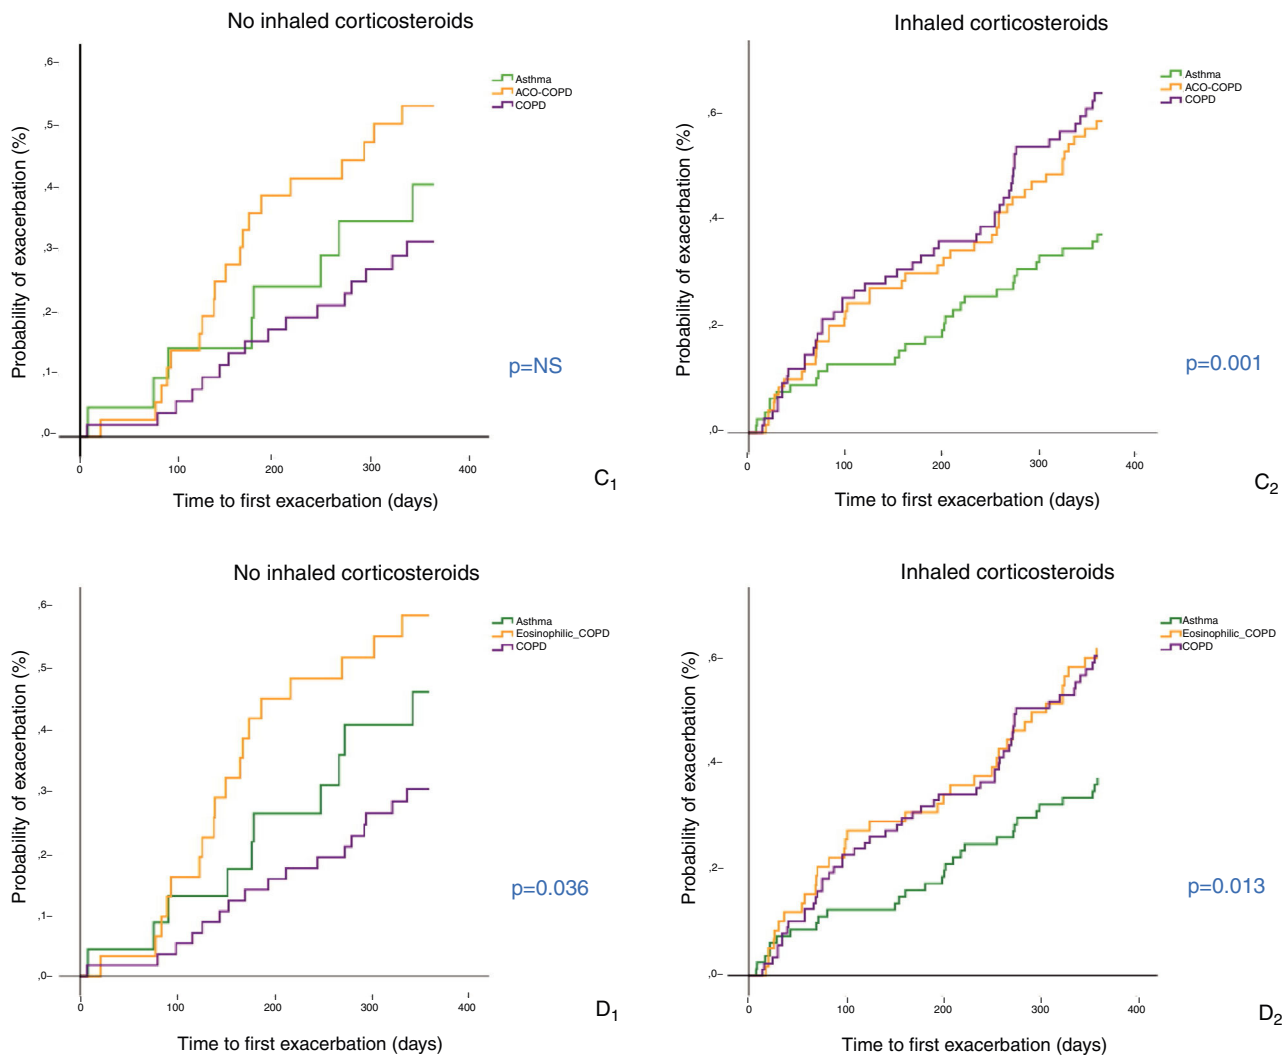 No inhaled corticosteroids
Probability of exacerbation (%)
,6–
,5–
,4–
,3–
,2–
,1–
,0–
Asthma
ACO-COPD
COPD
p=NS
0
100
200
300
400
Time to first exacerbation (days)
C1
Inhaled corticosteroids
Probability of exacerbation (%)
,6–
,4–
,2–
,0–
Asthma
ACO-COPD
COPD
p=0.001
0
100
200
300
400
Time to first exacerbation (days)
C2
No inhaled corticosteroids
Probability of exacerbation (%)
,6–
,5–
,4–
,3–
,2–
,1–
,0–
Asthma
Eosinophilic_COPD
COPD
p=0.036
0
100
200
300
400
Time to first exacerbation (days)
D1
Inhaled corticosteroids
Probability of exacerbation (%)
,6–
,4–
,2–
,0–
Asthma
Eosinophilic_COPD
COPD
p=0.013
0
100
200
300
400
Time to first exacerbation (days)
D2